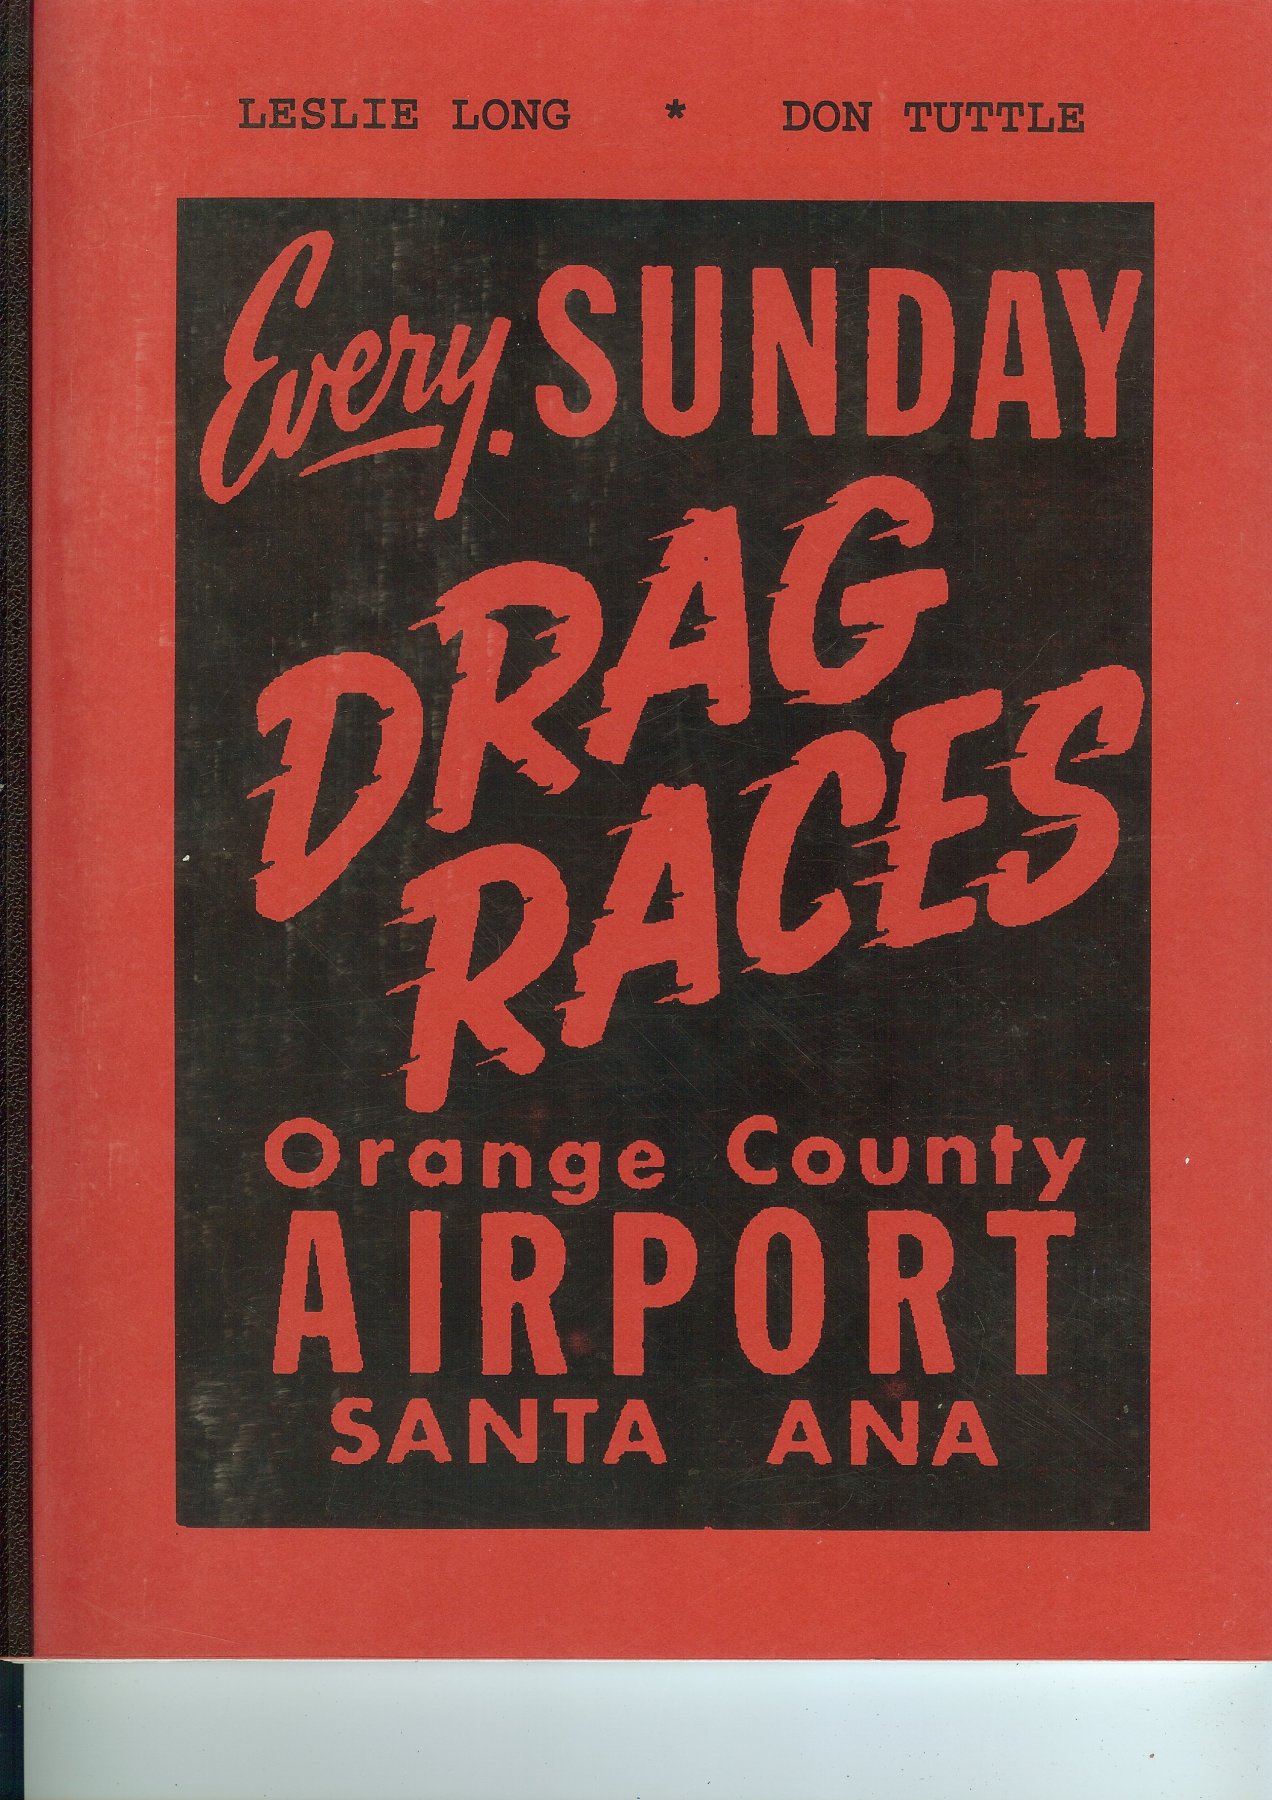 LESLIE LONG * DON TUTTLE
Every. SUNDAY
DRAG
RACES
Orange County
AIRPORT
SANTA ANA